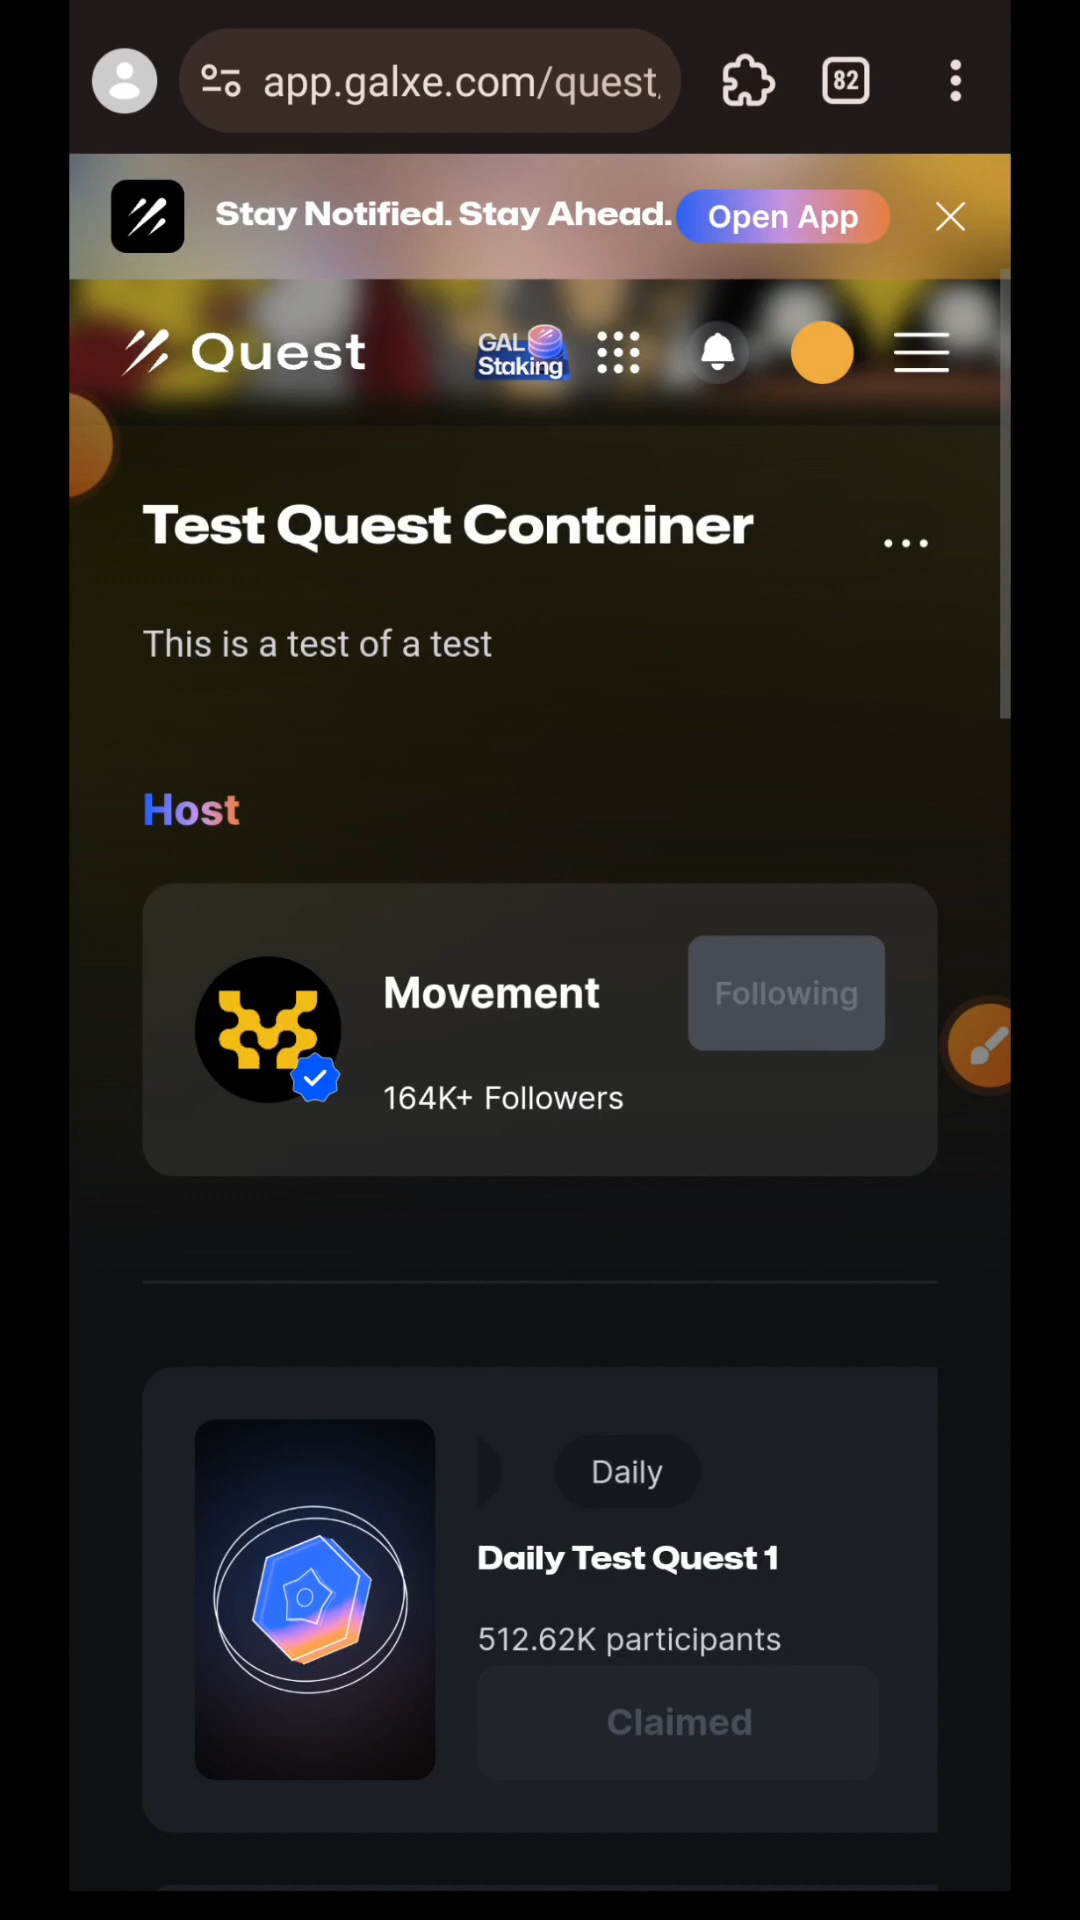 app.galxe.com/quest
82
Stay Notified. Stay Ahead.
Open App
Quest
GAL
Staking
Test Quest Container
This is a test of a test
Host
Movement
Following
164K+ Followers
Daily
Daily Test Quest 1
512.62K participants
Claimed